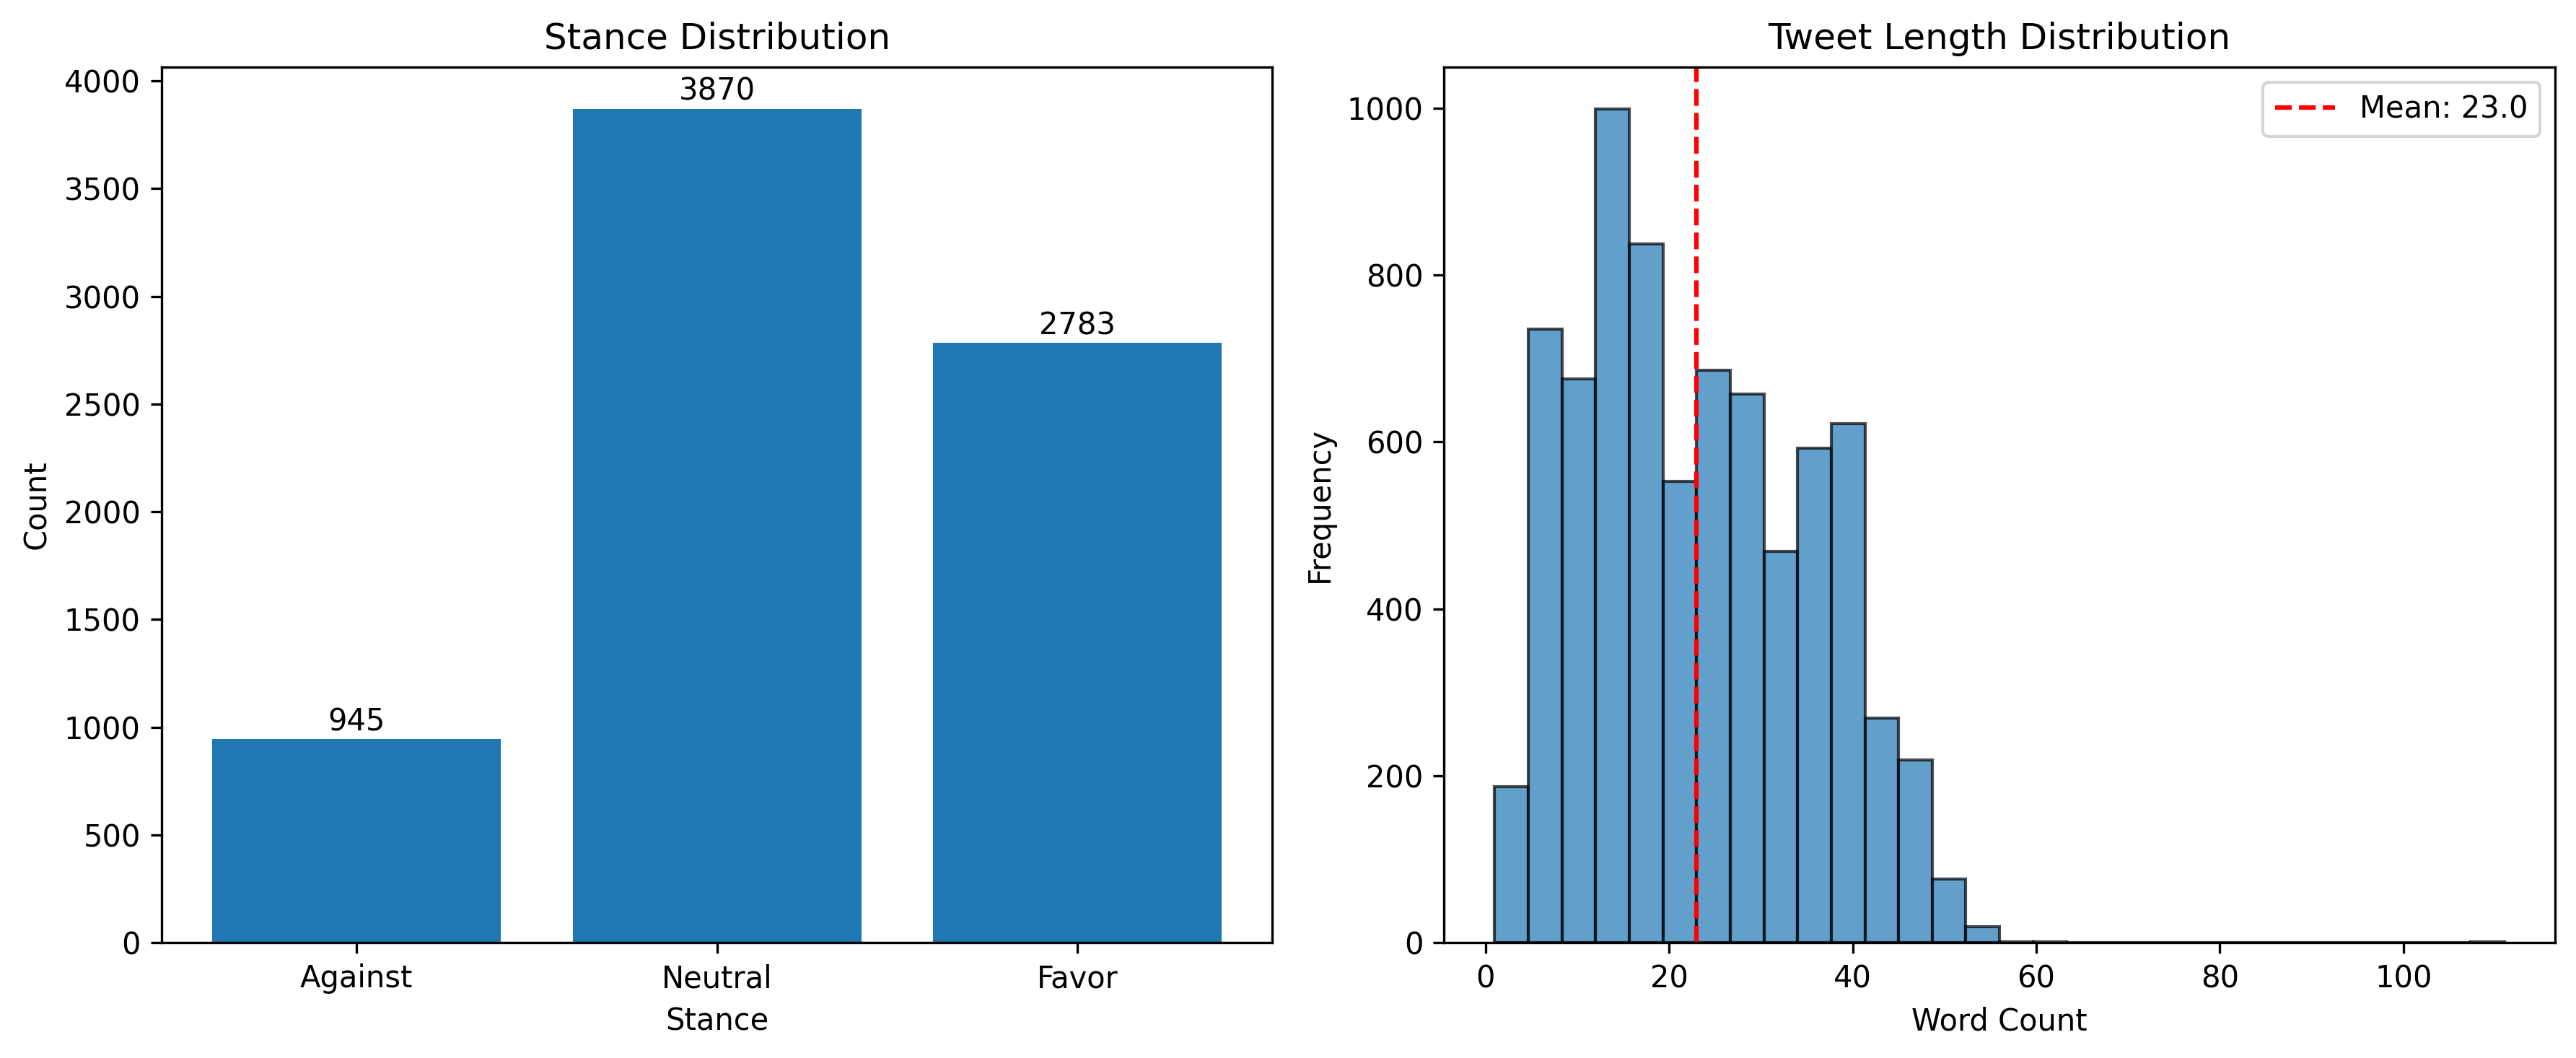 Stance Distribution
4000
3500
3000
2500
2000
1500
1000
500
0
Count
3870
2783
945
Against
Neutral
Favor
Stance
Tweet Length Distribution
Mean: 23.0
1000
800
600
400
200
0
Frequency
0
20
40
60
80
100
Word Count